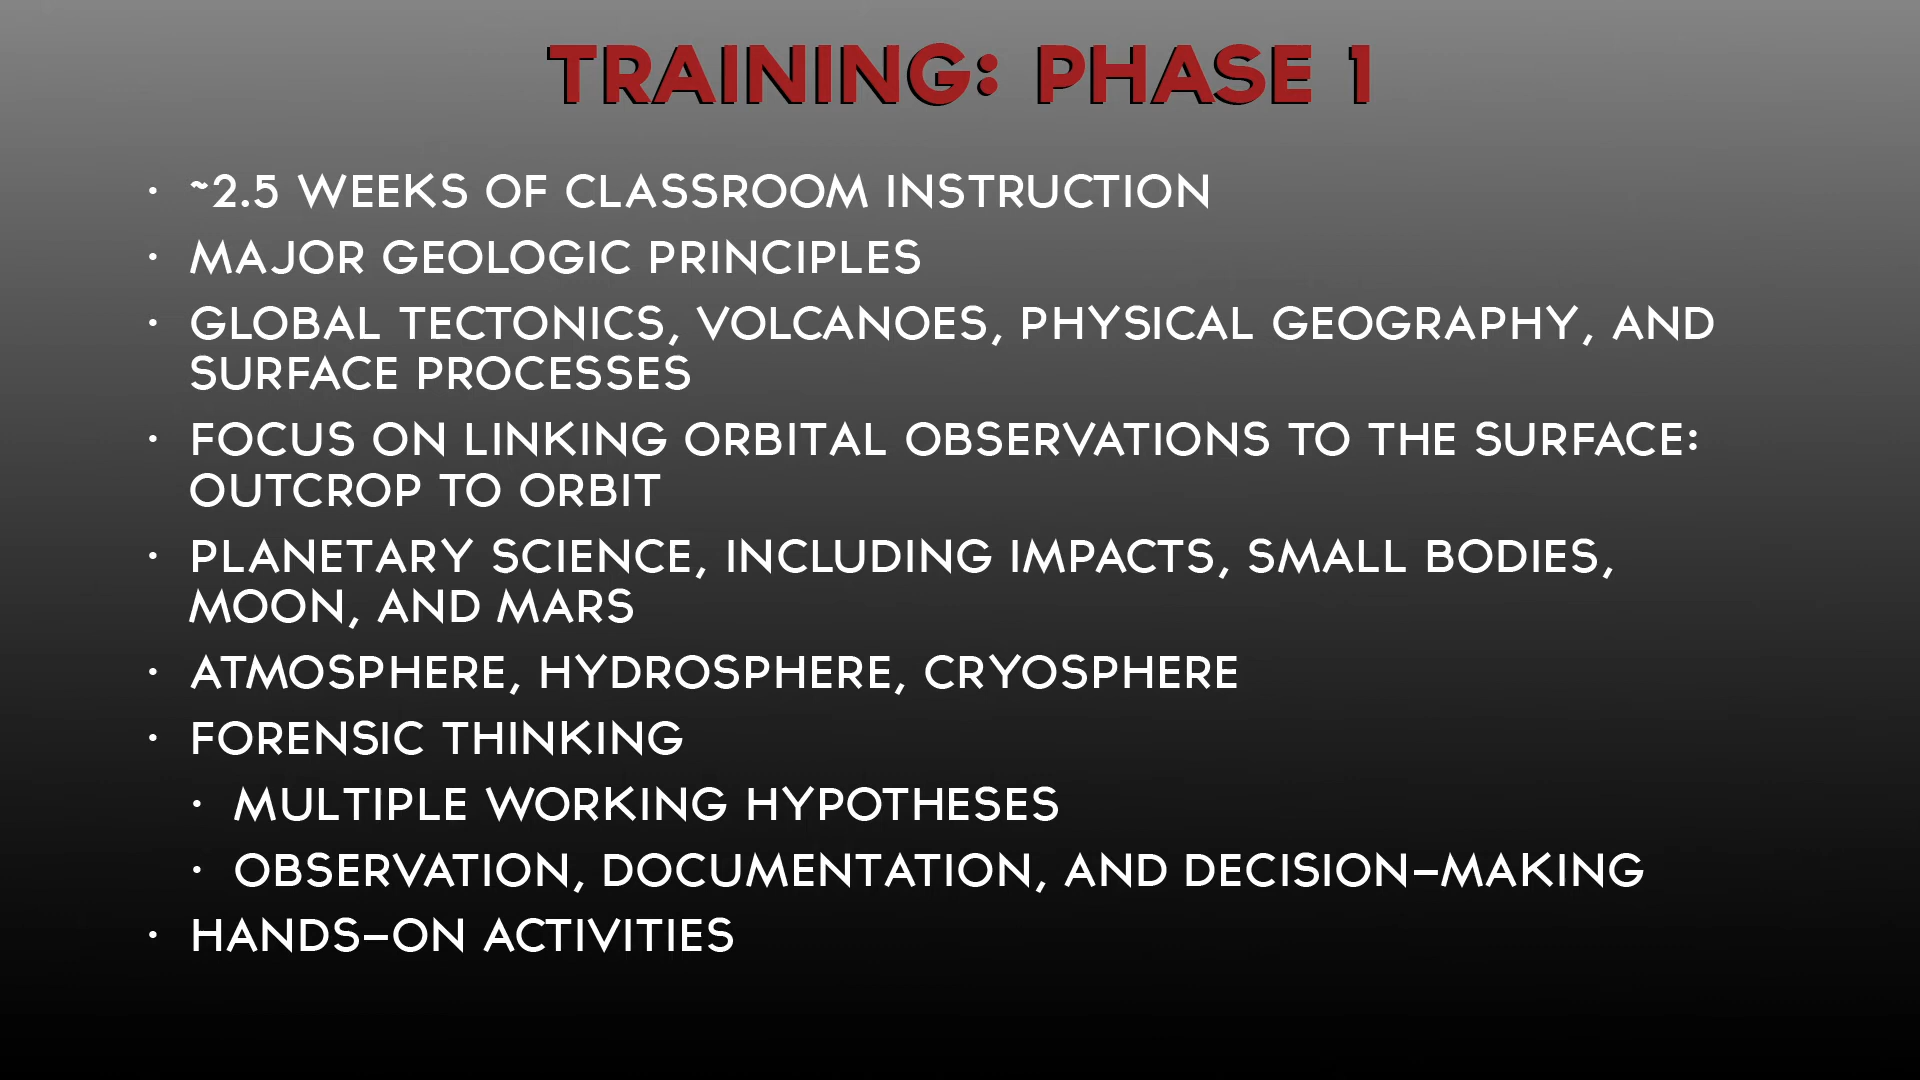 TRAINING: PHASE 1
• ~2.5 WEEKS OF CLASSROOM INSTRUCTION
• MAJOR GEOLOGIC PRINCIPLES
• GLOBAL TECTONICS, VOLCANOES, PHYSICAL GEOGRAPHY, AND
SURFACE PROCESSES
• FOCUS ON LINKING ORBITAL OBSERVATIONS TO THE SURFACE:
OUTCROP TO ORBIT
• PLANETARY SCIENCE, INCLUDING IMPACTS, SMALL BODIES,
MOON, AND MARS
• ATMOSPHERE, HYDROSPHERE, CRYOSPHERE
• FORENSIC THINKING
• MULTIPLE WORKING HYPOTHESES
• OBSERVATION, DOCUMENTATION, AND DECISION-MAKING
• HANDS-ON ACTIVITIES